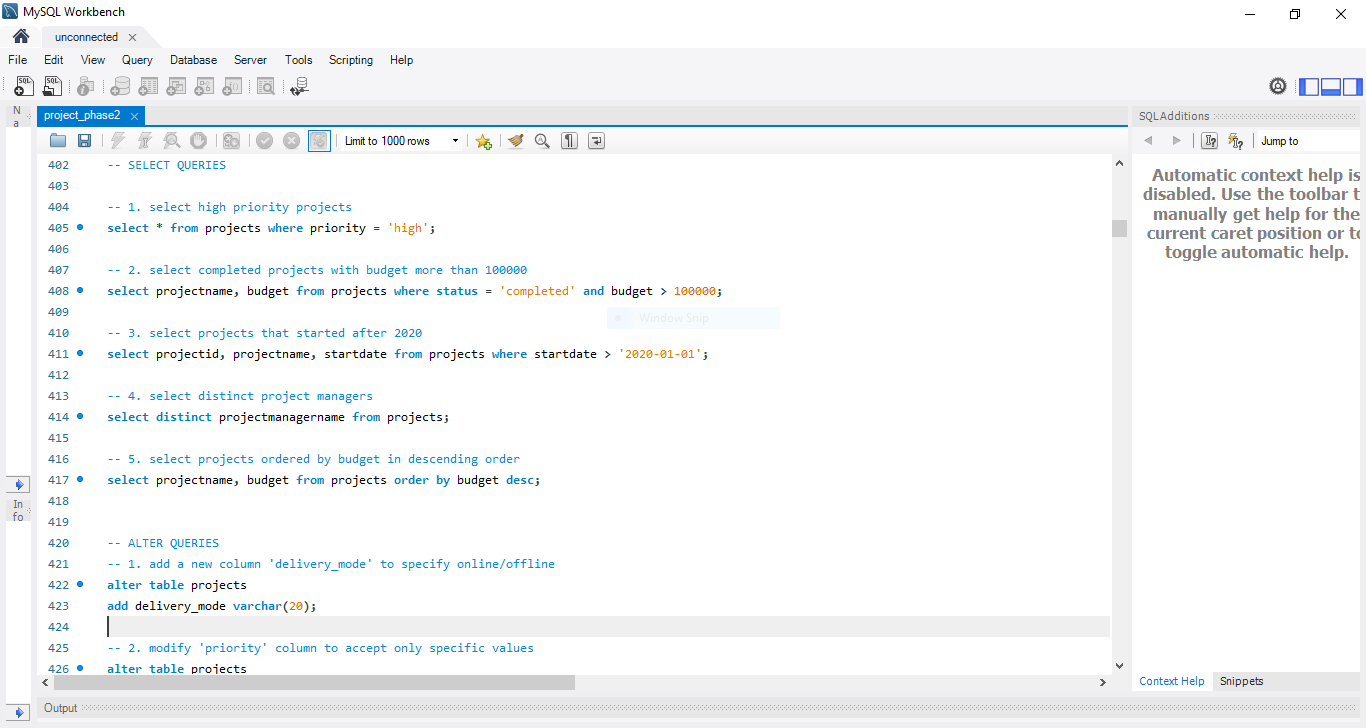 MySQL Workbench
unconnected
File Edit View Query Database Server Tools Scripting Help
SQL SQL
N
a
project_phase2
SQLAdditions
Limit to 1000 rows
Jump to
402 -- SELECT QUERIES
403
404 -- 1. select high priority projects
405 select * from projects where priority = 'high';
406
407 -- 2. select completed projects with budget more than 100000
408 select projectname, budget from projects where status = 'completed' and budget > 100000;
409
Window Snip
410 -- 3. select projects that started after 2020
411 select projectid, projectname, startdate from projects where startdate > '2020-01-01';
412
413 -- 4. select distinct project managers
414 select distinct projectmanagername from projects;
415
416 -- 5. select projects ordered by budget in descending order
417 select projectname, budget from projects order by budget desc;
418
419
420 -- ALTER QUERIES
421 -- 1. add a new column 'delivery_mode' to specify online/offline
422 alter table projects
423 add delivery_mode varchar(20);
424
425 -- 2. modify 'priority' column to accept only specific values
426 alter table projects
In
fo
Automatic context help is
disabled. Use the toolbar t
manually get help for the
current caret position or to
toggle automatic help.
Context Help Snippets
Output